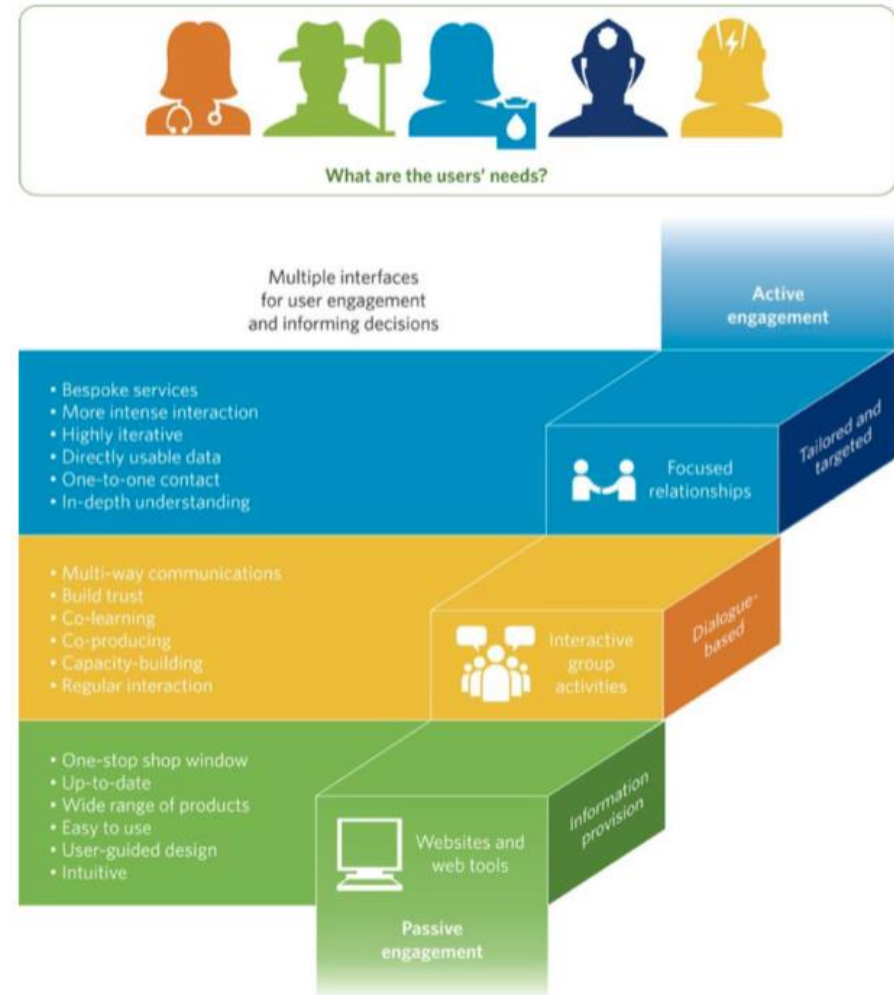 What are the users' needs?
Multiple interfaces
for user engagement
and informing decisions
Active
engagement
• Bespoke services
• More intense interaction
• Highly iterative
• Directly usable data
• One-to-one contact
• In-depth understanding
Focused
relationships
Tailored and
targeted
• Multi-way communications
• Build trust
• Co-learning
• Co-producing
• Capacity-building
• Regular interaction
Interactive
group
activities
Dialogue-
based
• One-stop shop window
• Up-to-date
• Wide range of products
• Easy to use
• User-guided design
• Intuitive
Websites and
web tools
Information
provision
Passive
engagement